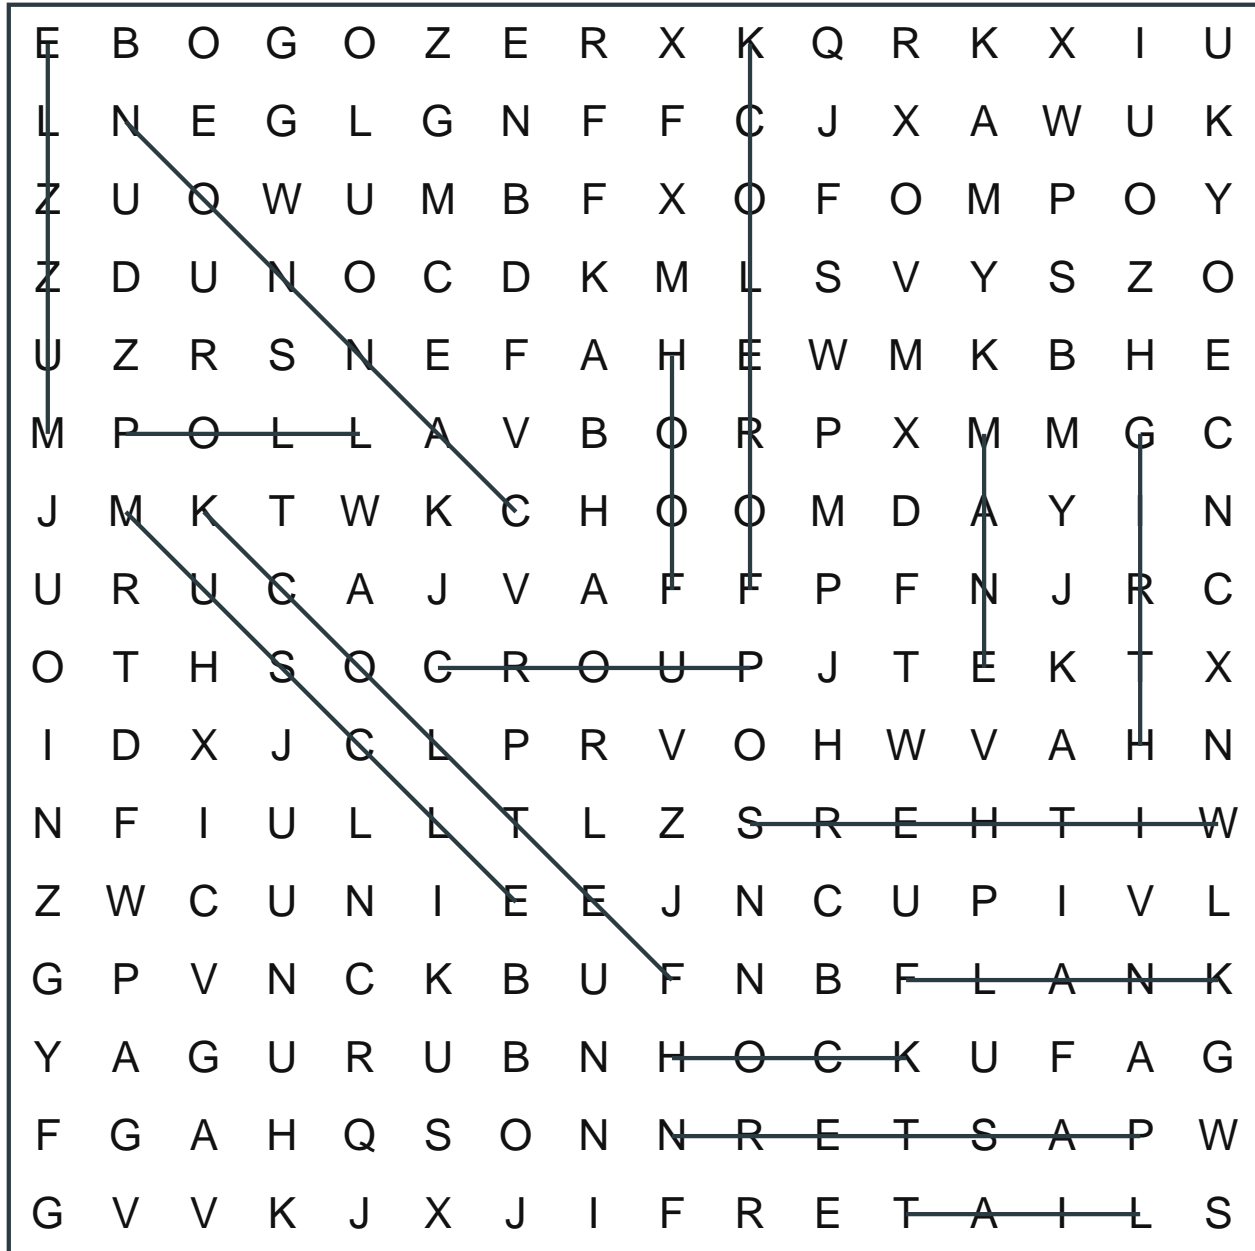 E B O G O Z E R X K Q R K X I U
L N E G L G N F F C J X A W U K
Z U O W U M B F X O F O M P O Y
Z D U N O C D K M L S V Y S Z O
U Z R S N E F A H E W M K B H E
M P O L L A V B O R P X M M G C
J M K T W K C H O O M D A Y I N
U R U C A J V A F F P F N J R C
O T H S O C R O U P J T E K T X
I D X J C L P R V O H W V A H N
N F I U L L T L Z S R E H T I W
Z W C U N I E E J N C U P I V L
G P V N C K B U F N B F L A N K
Y A G U R U B N H O C K U F A G
F G A H Q S O N N R E T S A P W
G V V K J X J I F R E T A I L S